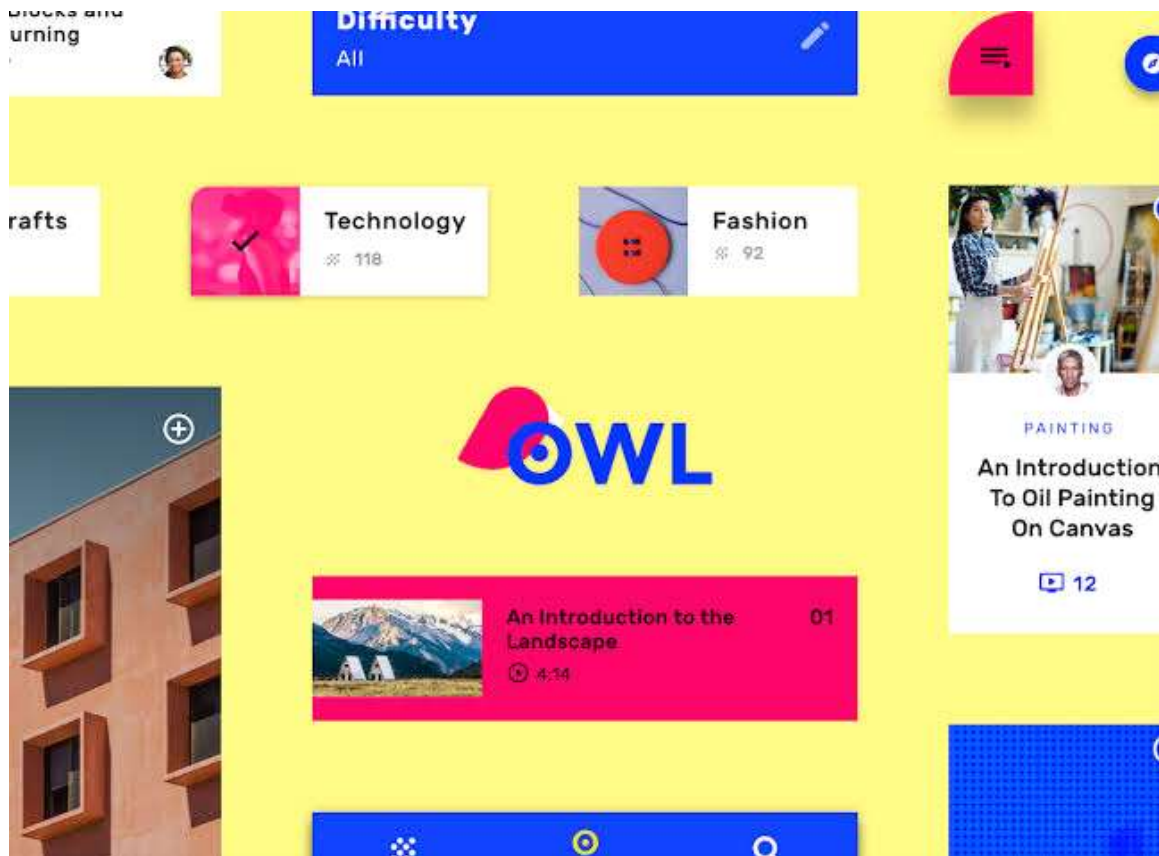 urning
Difficulty
All
rafts
Technology
118
Fashion
92
OWL
PAINTING
An Introduction
To Oil Painting
On Canvas
12
An Introduction to the
Landscape
01
4:14